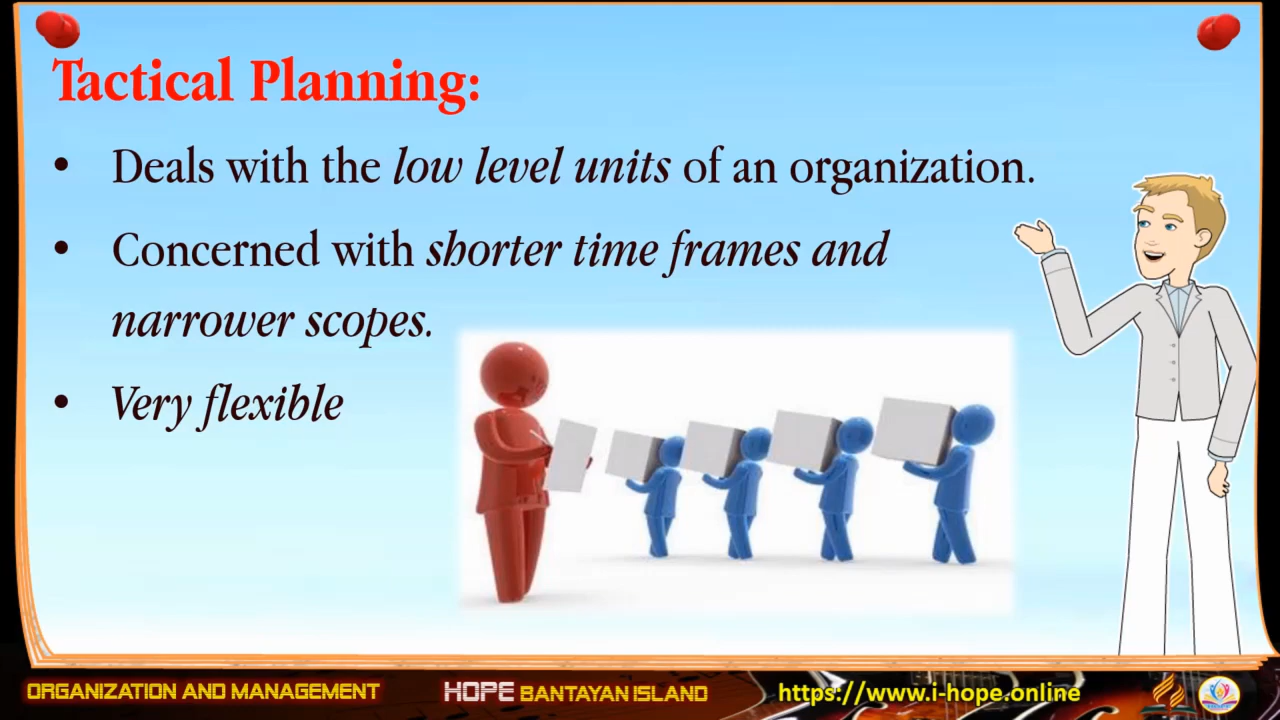 Tactical Planning:
• Deals with the low level units of an organization.
• Concerned with shorter time frames and
narrower scopes.
• Very flexible
ORGANIZATION AND MANAGEMENT
HOPE BANTAYAN ISLAND
https://www.i-hope.online